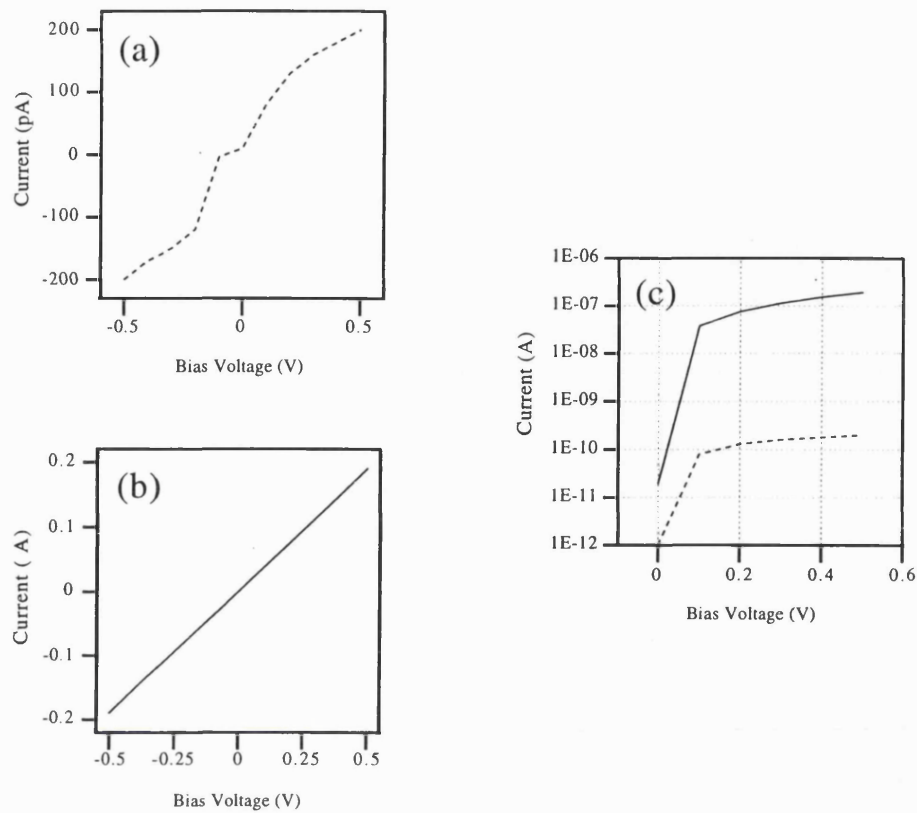 (a)
Current (pA)
200
100
0
-100
-200
-0.5 0 0.5
Bias Voltage (V)
(b)
Current ( A)
0.2
0.1
0
-0.1
-0.2
-0.5 -0.25 0 0.25 0.5
Bias Voltage (V)
(c)
Current (A)
1E-06
1E-07
1E-08
1E-09
1E-10
1E-11
1E-12
0 0.2 0.4 0.6
Bias Voltage (V)